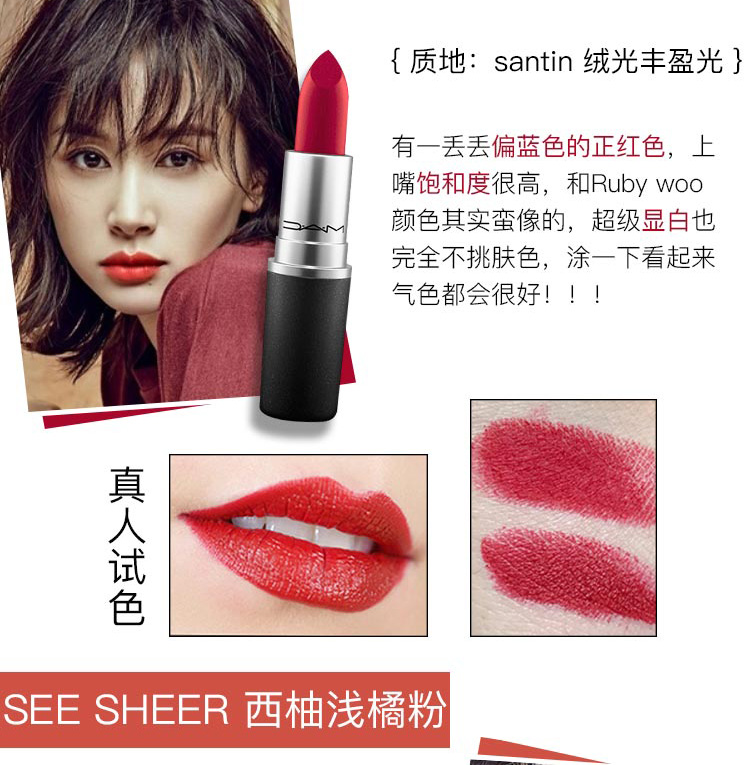 { 质地：santin 绒光丰盈光 }
有一丢丢偏蓝色的正红色，上
嘴饱和度很高，和Ruby woo
颜色其实蛮像的，超级显白也
完全不挑肤色，涂一下看起来
气色都会很好！！！
MAC
真人试色
SEE SHEER 西柚浅橘粉